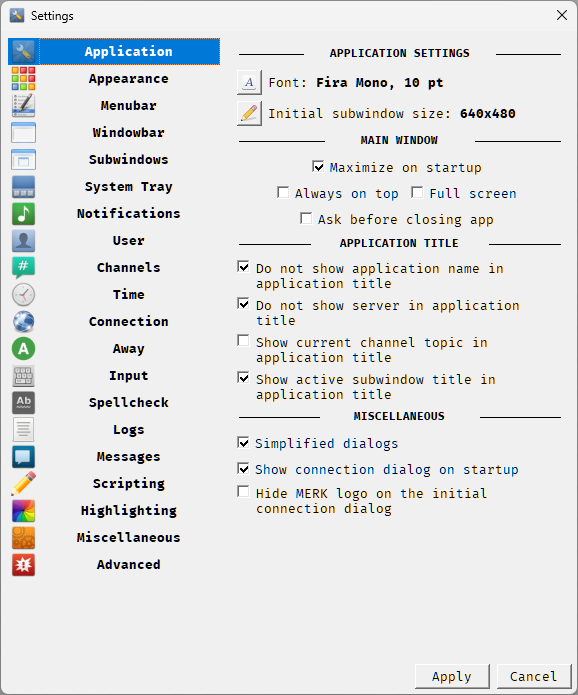 Settings
Application
Appearance
Menubar
Windowbar
Subwindows
System Tray
Notifications
User
Channels
Time
Connection
Away
Input
Spellcheck
Logs
Messages
Scripting
Highlighting
Miscellaneous
Advanced
#
A
Ab
APPLICATION SETTINGS
A
Font: Fira Mono, 10 pt
Initial subwindow size: 640x480
MAIN WINDOW
Maximize on startup
Always on top Full screen
Ask before closing app
APPLICATION TITLE
Do not show application name in
application title
Do not show server in application
title
Show current channel topic in
application title
Show active subwindow title in
application title
MISCELLANEOUS
Simplified dialogs
Show connection dialog on startup
Hide MERK logo on the initial
connection dialog
Apply Cancel